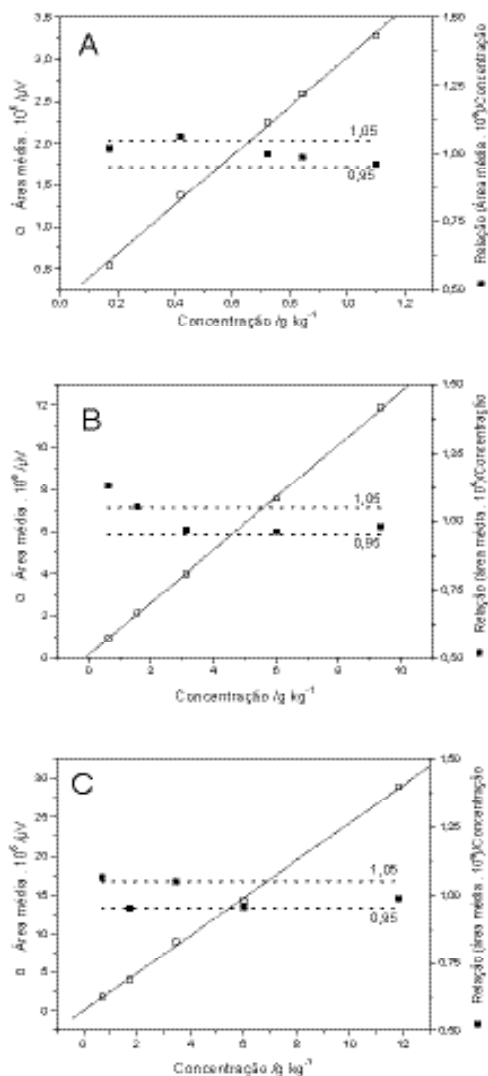 A
□ Área média . 10⁶ /µV
3,5
3,0
2,5
2,0
1,5
1,0
0,5
1,50
1,25
1,00
0,75
0,50
1,05
0,95
0,0 0,2 0,4 0,6 0,8 1,0 1,2
Concentração /g kg⁻¹
■ Relação (Área média . 10⁶)/Concentração
B
□ Área média . 10⁶ /µV
12
10
8
6
4
2
0
1,50
1,25
1,00
0,75
0,50
1,05
0,95
0 2 4 6 8 10
Concentração /g kg⁻¹
■ Relação (área média . 10⁶)/Concentração
C
□ Área média . 10⁶ /µV
30
25
20
15
10
5
0
1,50
1,25
1,00
0,75
0,50
1,05
0,95
0 2 4 6 8 10 12
Concentração /g kg⁻¹
■ Relação (área média . 10⁶)/Concentração